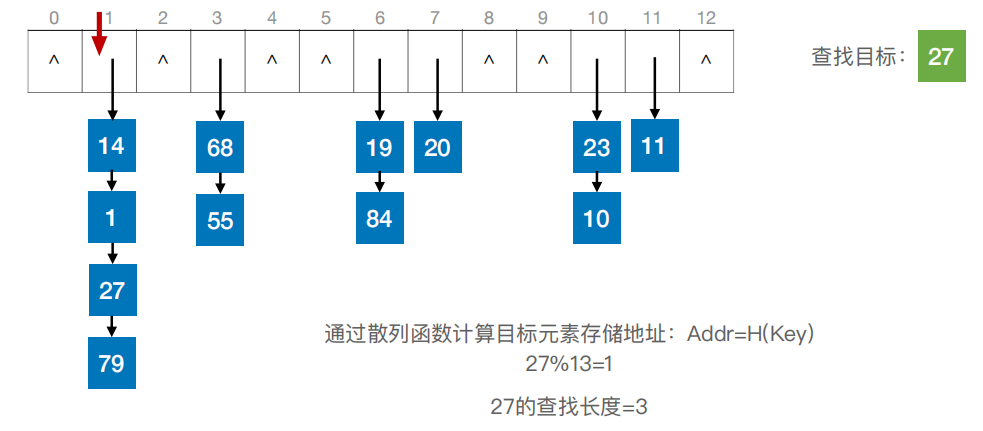 0 1 2 3 4 5 6 7 8 9 10 11 12
^ ^ ^ ^ ^ ^ ^
查找目标： 27
14 68 19 20 23 11
1 55 84 10
27
79
通过散列函数计算目标元素存储地址：Addr=H(Key)
27%13=1
27的查找长度=3